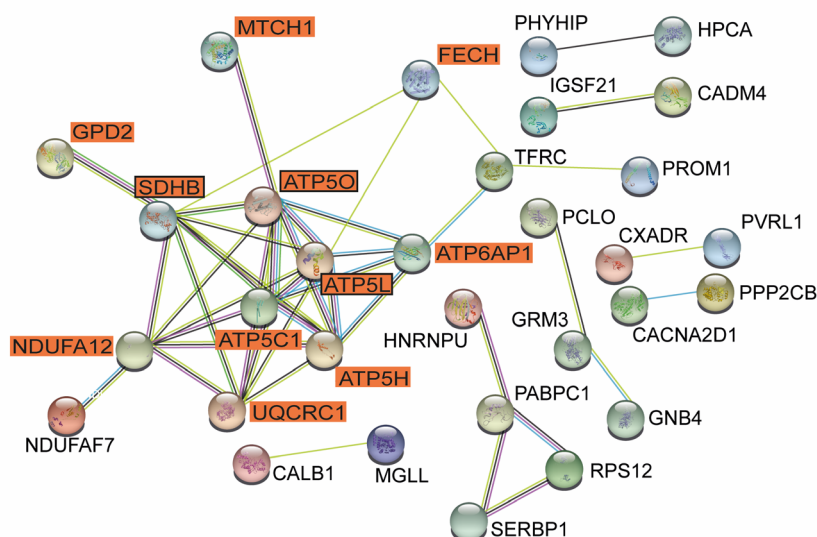 MTCH1
PHYHIP
HPCA
FECH
IGSF21
CADM4
GPD2
TFRC
PROM1
SDHB
ATP5O
PCLO
PVRL1
CXADR
ATP6AP1
ATP5L
PPP2CB
CACNA2D1
HNRNPU
GRM3
ATP5C1
NDUFA12
ATP5H
PABPC1
UQCRC1
GNB4
NDUFAF7
CALB1
MGLL
RPS12
SERBP1